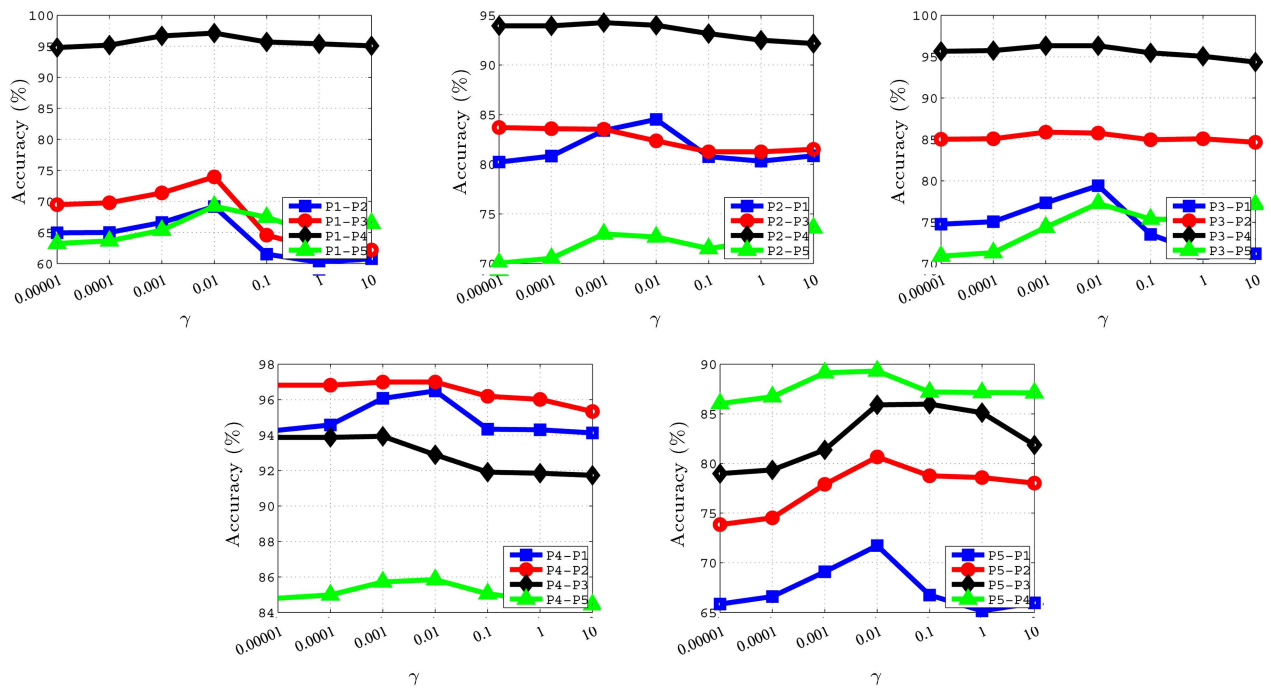 100
95
90
85
80
75
70
65
60
Accuracy (%)
P1-P2
P1-P3
P1-P4
P1-P5
0.00001 0.0001 0.001 0.01 0.1 1 10
γ
95
90
85
80
75
70
Accuracy (%)
P2-P1
P2-P3
P2-P4
P2-P5
0.00001 0.0001 0.001 0.01 0.1 1 10
γ
100
95
90
85
80
75
70
Accuracy (%)
P3-P1
P3-P2
P3-P4
P3-P5
0.00001 0.0001 0.001 0.01 0.1 1 10
γ
98
96
94
92
90
88
86
84
Accuracy (%)
P4-P1
P4-P2
P4-P3
P4-P5
0.00001 0.0001 0.001 0.01 0.1 1 10
γ
90
85
80
75
70
65
Accuracy (%)
P5-P1
P5-P2
P5-P3
P5-P4
0.00001 0.0001 0.001 0.01 0.1 1 10
γ